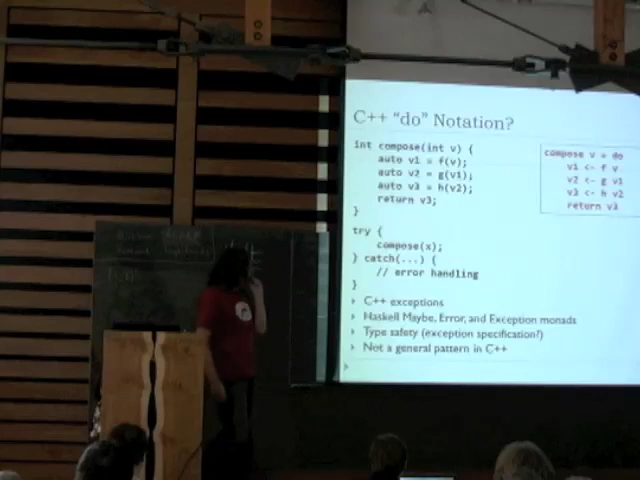 C++ “do” Notation?
int compose(int v) {
auto v1 = f(v);
auto v2 = g(v1);
auto v3 = h(v2);
return v3;
}
try {
compose(x);
} catch(...) {
// error handling
}
compose v = do
v1 <- f v
v2 <- g v1
v3 <- h v2
return v3
C++ exceptions
Haskell Maybe, Error, and Exception monads
Type safety (exception specification?)
Not a general pattern in C++